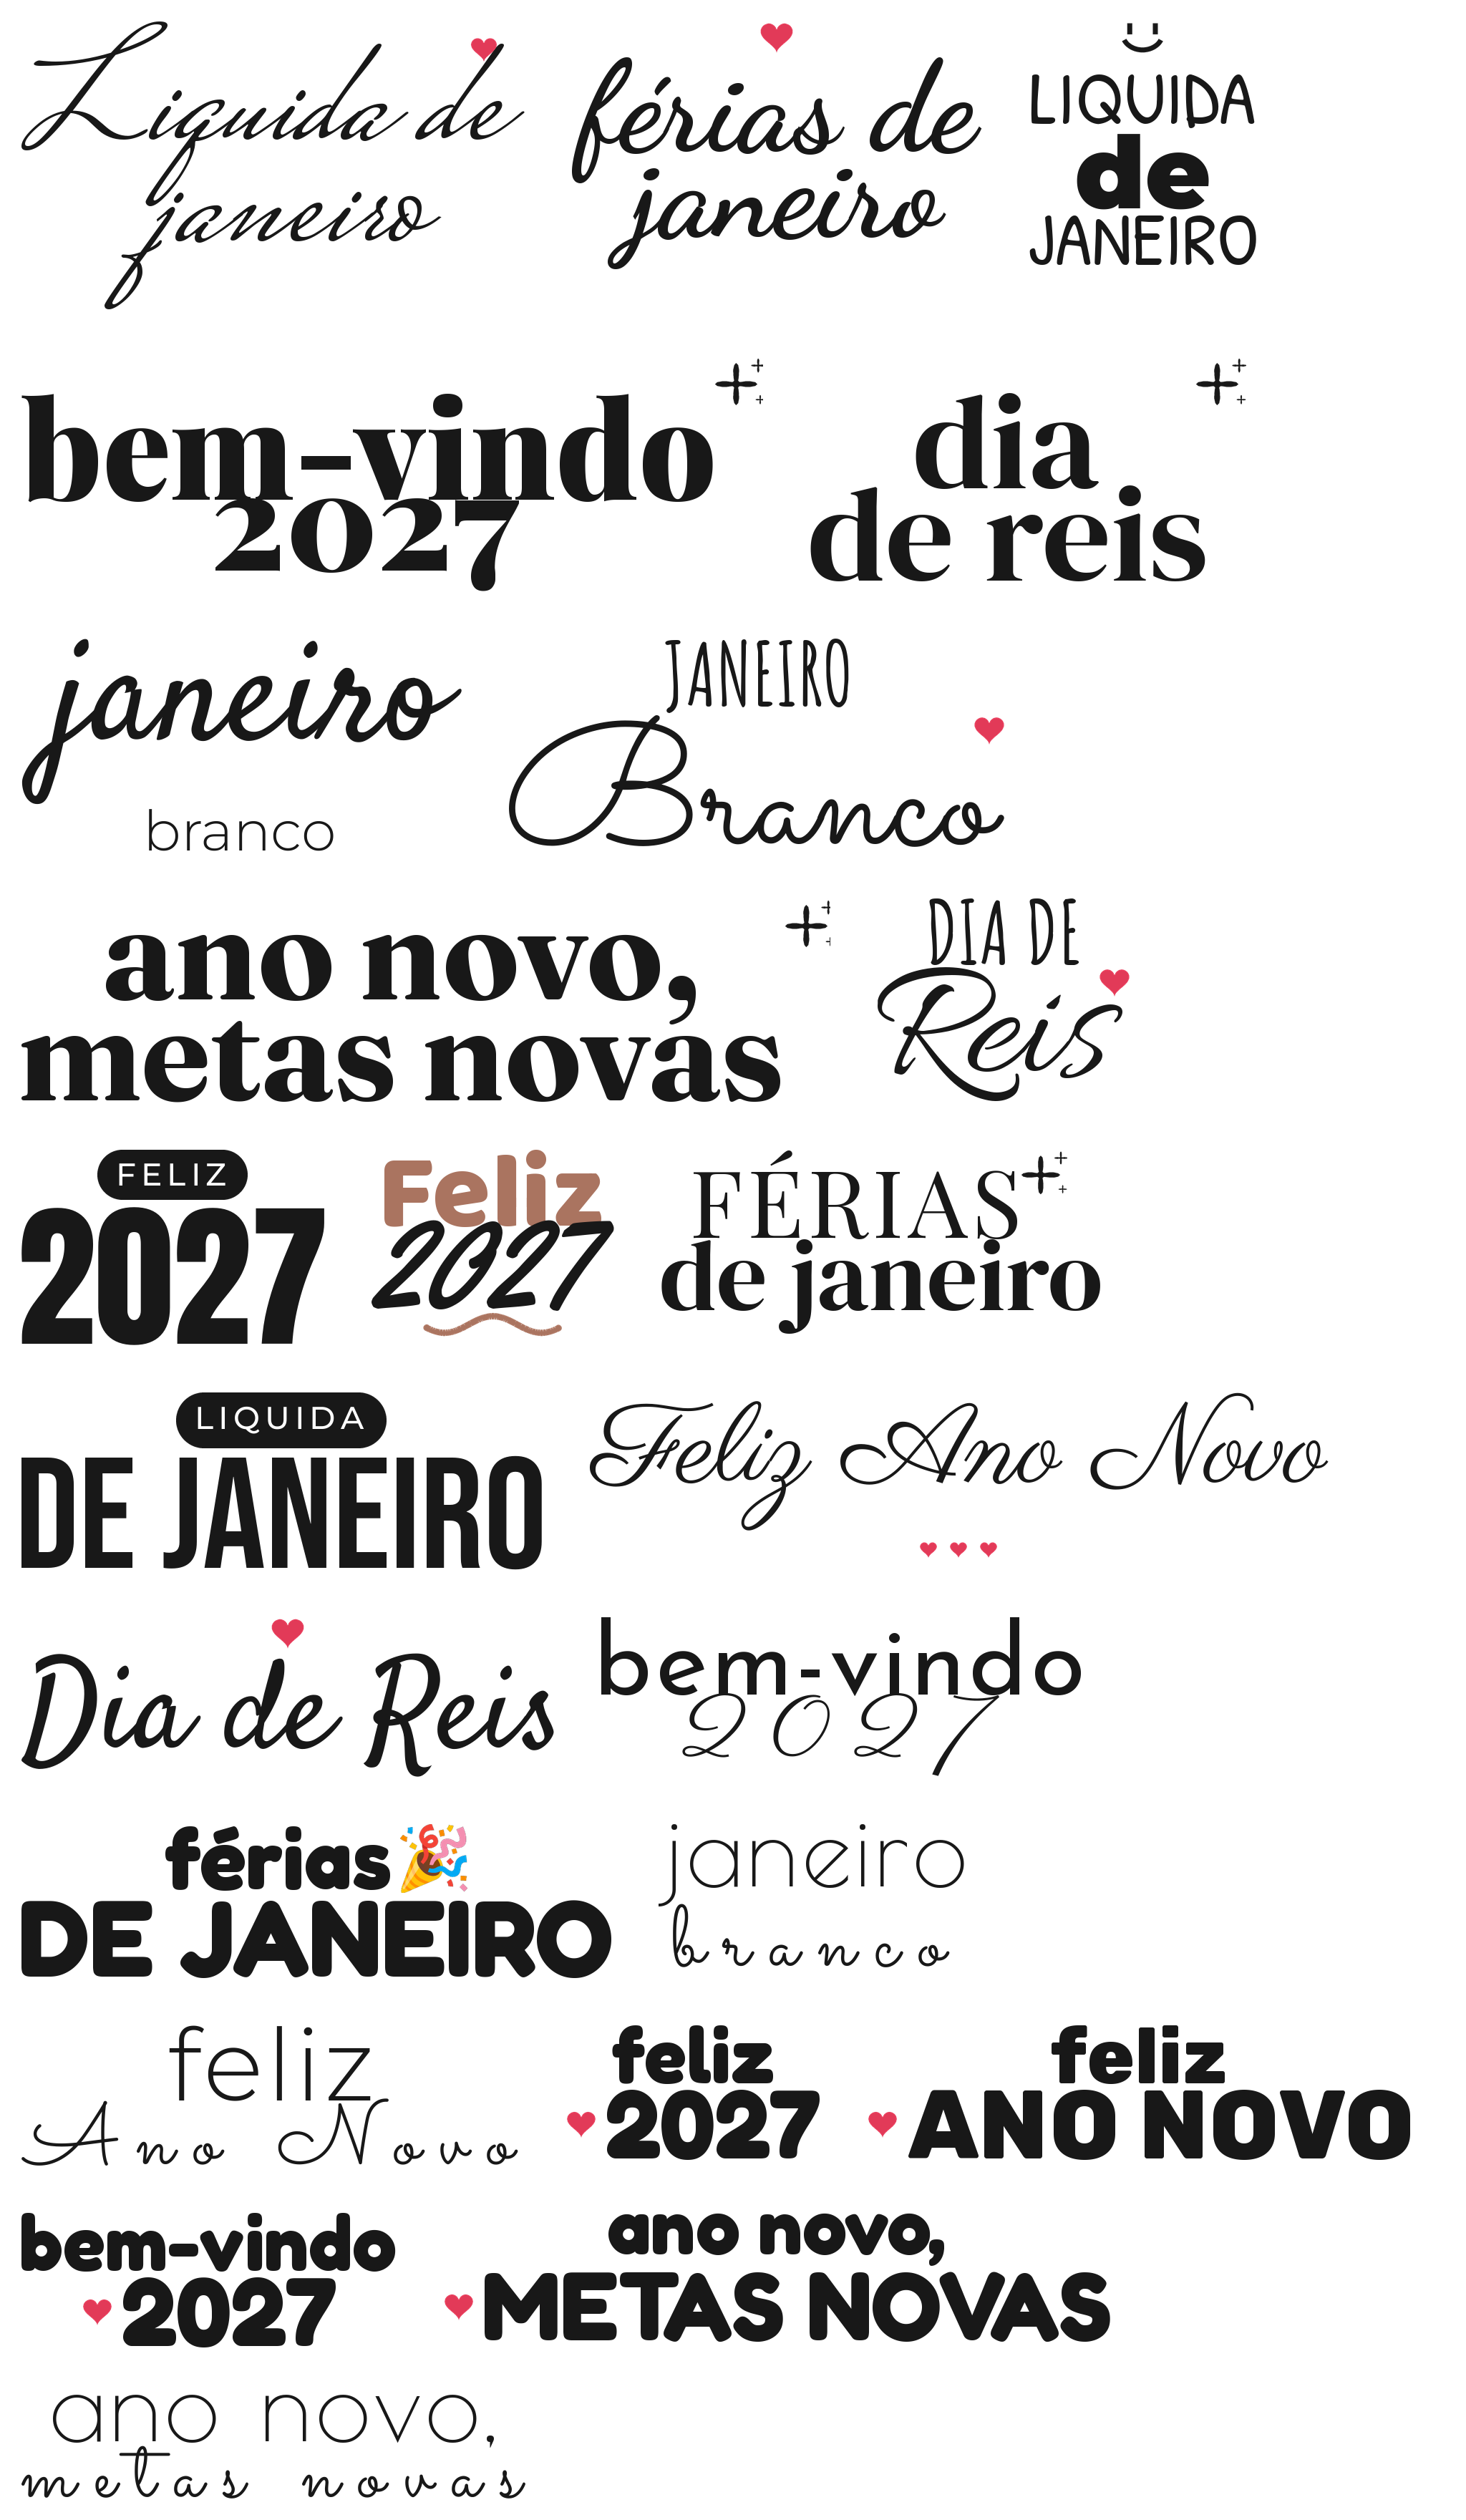 Liquida de
janeiro
férias de
janeiro
LIQUIDA
de
JANEIRO
bem-vindo
2027
dia
de reis
janeiro
branco
JANEIRO
Branco
ano novo,
metas novas
DIA DE
Reis
FELIZ
2027
Feliz
2027
FÉRIAS
de janeiro
LIQUIDA
DE JANEIRO
Feliz Ano Novo
Dia de Reis
bem-vindo
2027
férias
DE JANEIRO
janeiro
branco
feliz
Ano Novo
feliz
2027
feliz
ANO NOVO
bem-vindo
2027
ano novo,
METAS NOVAS
ano novo,
metas novas